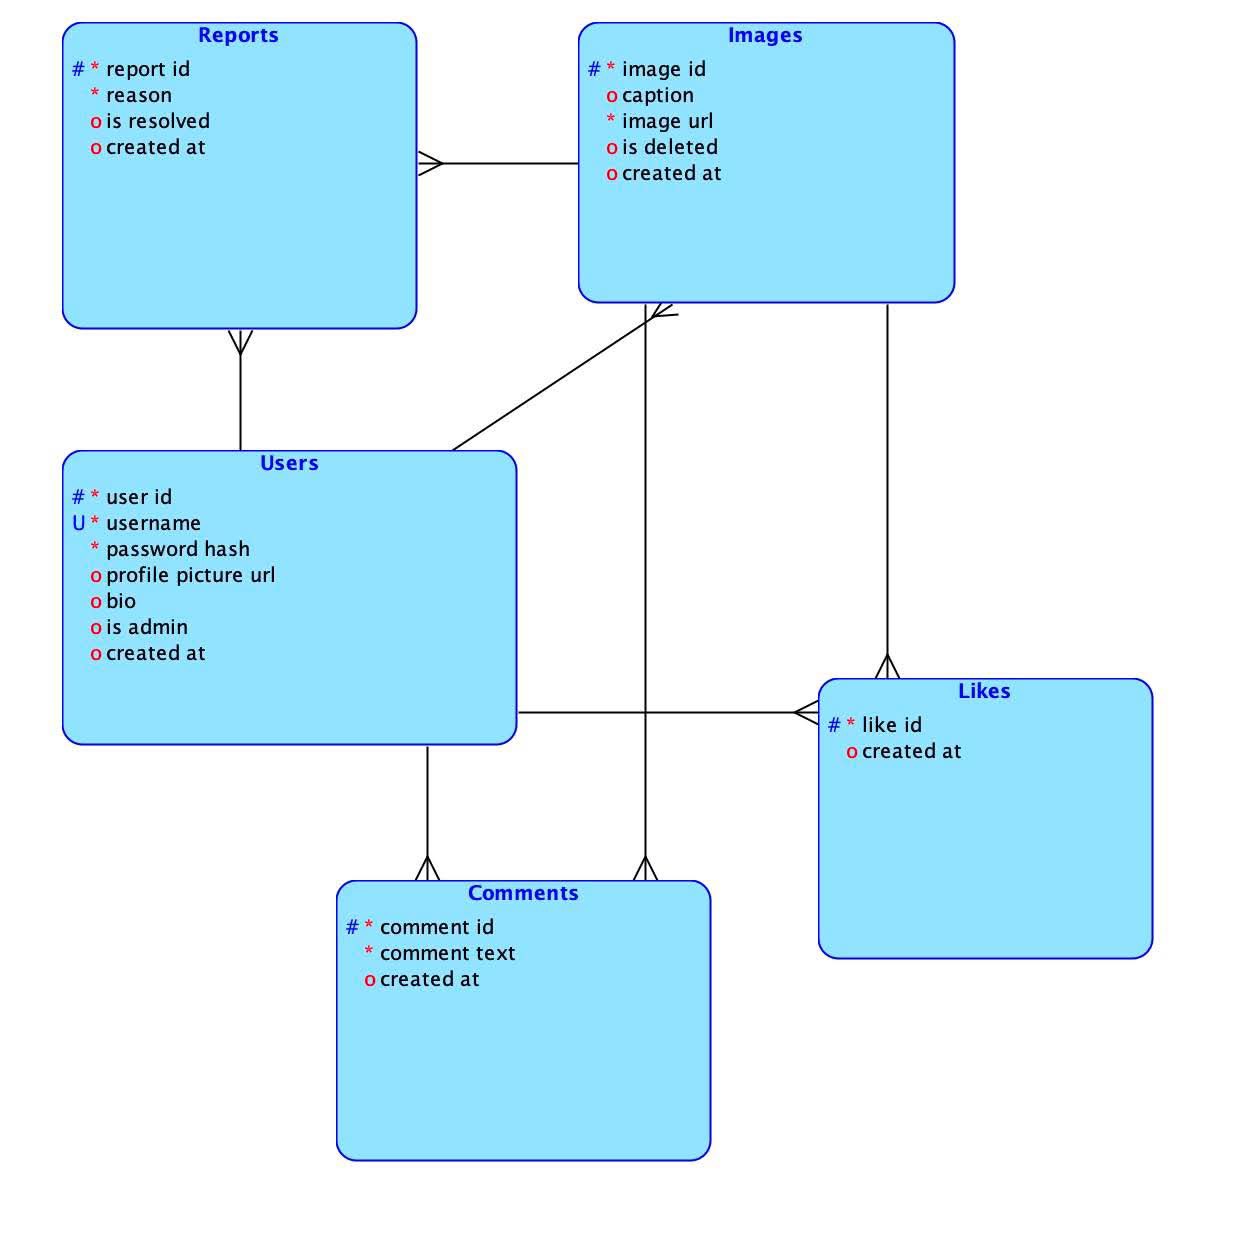 Reports
# * report id
* reason
o is resolved
o created at
Images
# * image id
o caption
* image url
o is deleted
o created at
Users
# * user id
U * username
* password hash
o profile picture url
o bio
o is admin
o created at
Likes
# * like id
o created at
Comments
# * comment id
* comment text
o created at